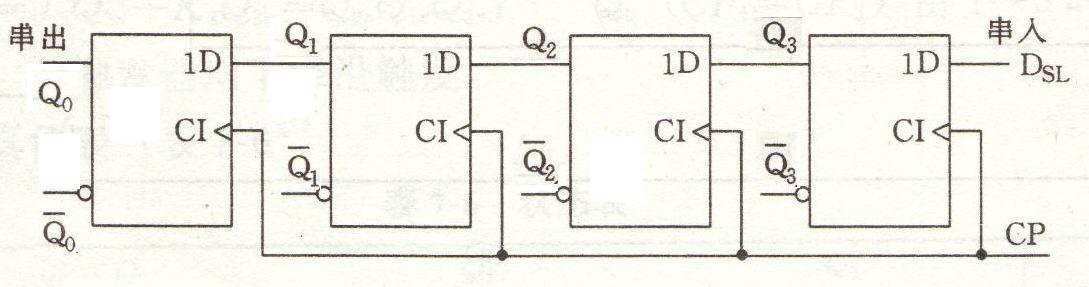 串出
Q₀
Q̅₀
1D
CI
Q₁
Q̅₁
1D
CI
Q₂
Q̅₂
1D
CI
Q₃
Q̅₃
1D
CI
串入
D_SL
CP